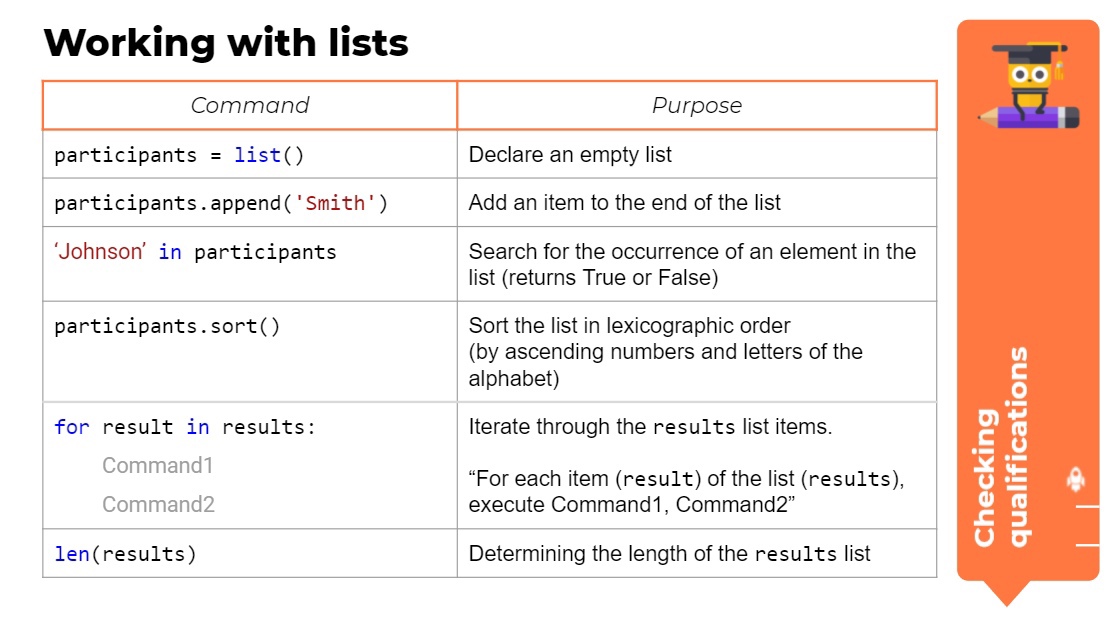 Working with lists
Command
Purpose
participants = list()
Declare an empty list
participants.append('Smith')
Add an item to the end of the list
‘Johnson’ in participants
Search for the occurrence of an element in the
list (returns True or False)
participants.sort()
Sort the list in lexicographic order
(by ascending numbers and letters of the
alphabet)
for result in results:
Command1
Command2
Iterate through the results list items.
“For each item (result) of the list (results),
execute Command1, Command2”
len(results)
Determining the length of the results list
Checking
qualifications